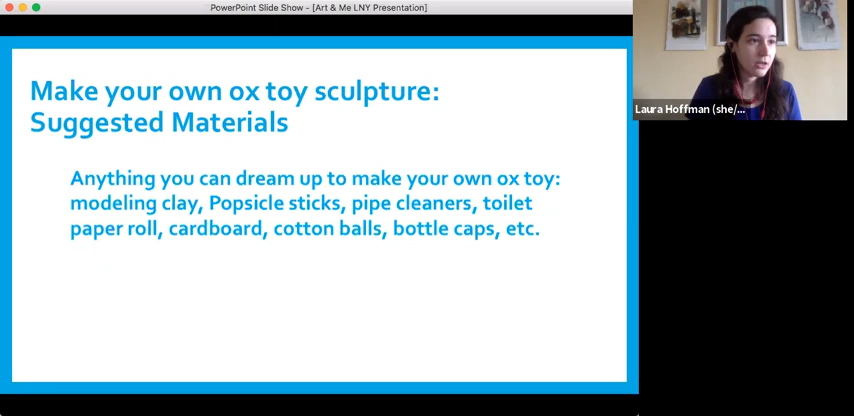 PowerPoint Slide Show - [Art & Me LNY Presentation]
Make your own ox toy sculpture:
Suggested Materials
Anything you can dream up to make your own ox toy:
modeling clay, Popsicle sticks, pipe cleaners, toilet
paper roll, cardboard, cotton balls, bottle caps, etc.
Laura Hoffman (she/...